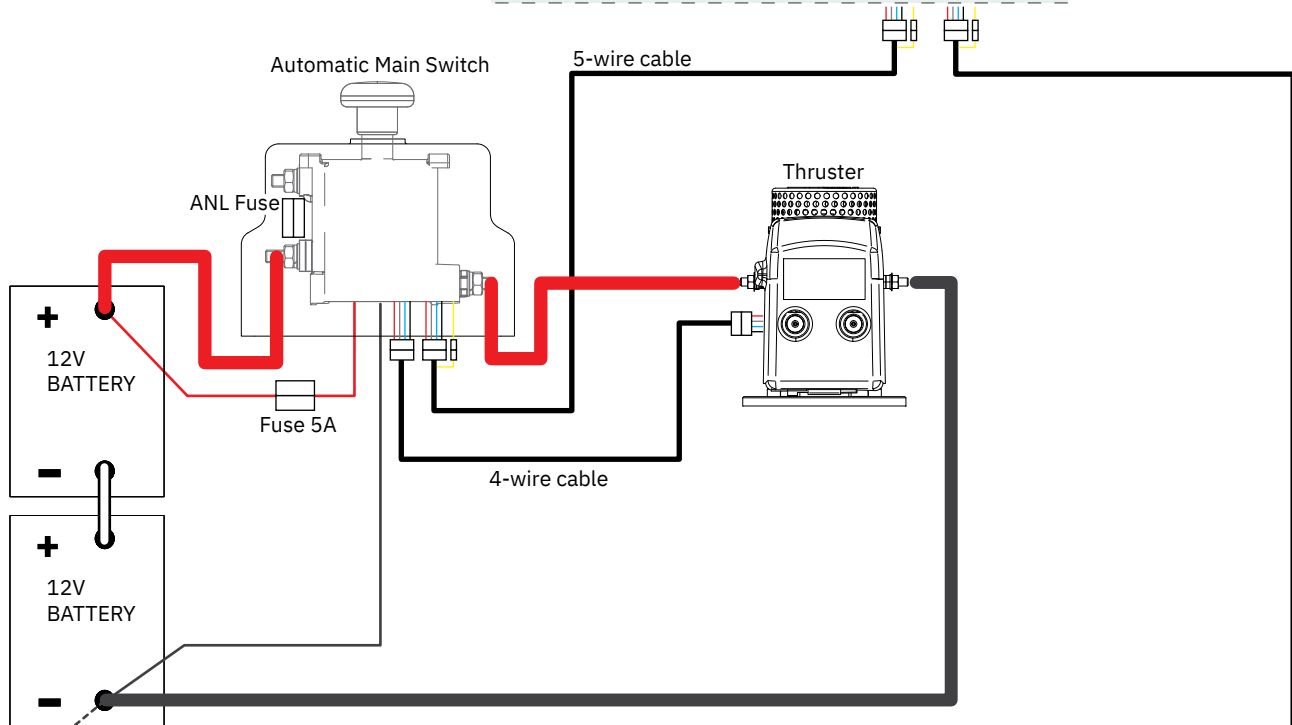 5-wire cable
Automatic Main Switch
Thruster
ANL Fuse
+
12V
BATTERY
Fuse 5A
-
4-wire cable
+
12V
BATTERY
-